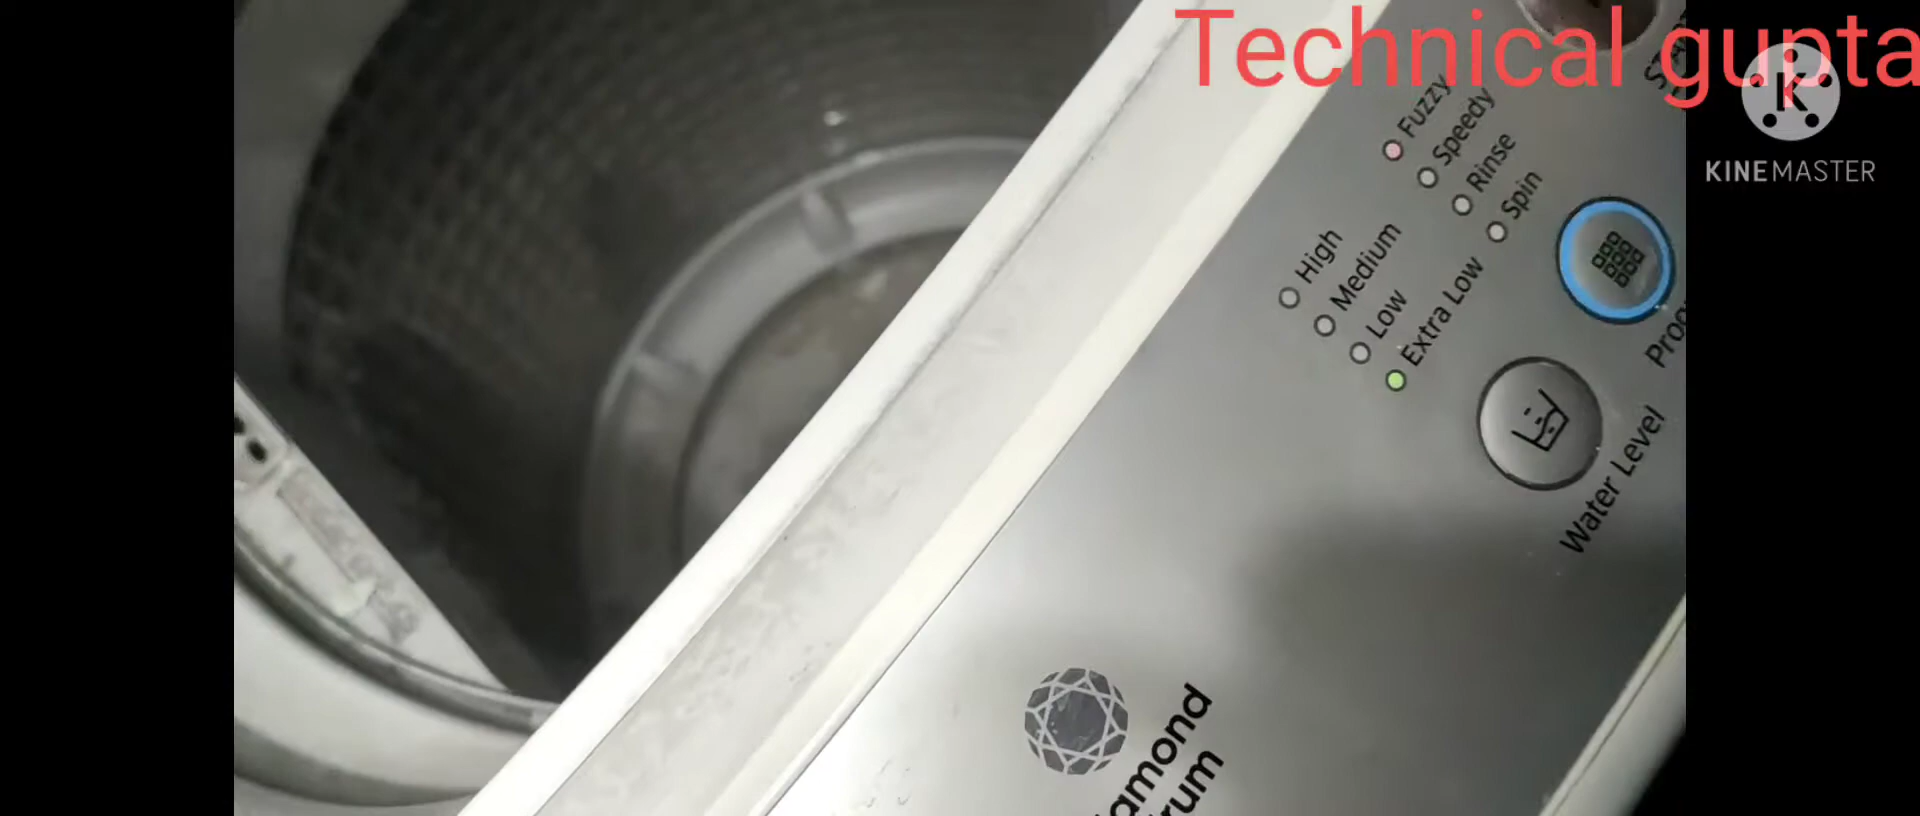 Technical gupta
KINEMASTER
Fuzzy
Speedy
Rinse
Spin
High
Medium
Low
Extra Low
Water Level